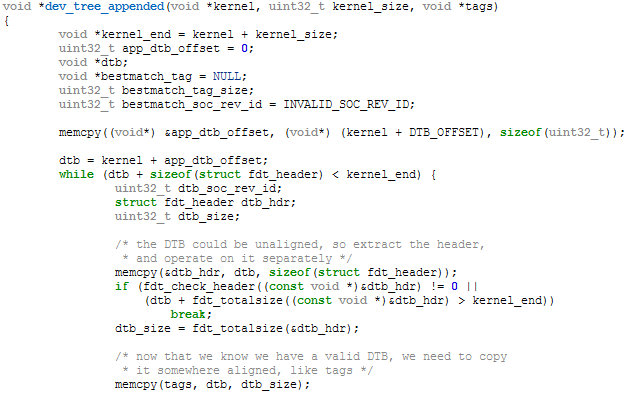 void *dev_tree_appended(void *kernel, uint32_t kernel_size, void *tags)
{
        void *kernel_end = kernel + kernel_size;
        uint32_t app_dtb_offset = 0;
        void *dtb;
        void *bestmatch_tag = NULL;
        uint32_t bestmatch_tag_size;
        uint32_t bestmatch_soc_rev_id = INVALID_SOC_REV_ID;

        memcpy((void*) &app_dtb_offset, (void*) (kernel + DTB_OFFSET), sizeof(uint32_t));

        dtb = kernel + app_dtb_offset;
        while (dtb + sizeof(struct fdt_header) < kernel_end) {
                uint32_t dtb_soc_rev_id;
                struct fdt_header dtb_hdr;
                uint32_t dtb_size;

                /* the DTB could be unaligned, so extract the header,
                 * and operate on it separately */
                memcpy(&dtb_hdr, dtb, sizeof(struct fdt_header));
                if (fdt_check_header((const void *)&dtb_hdr) != 0 ||
                    (dtb + fdt_totalsize((const void *)&dtb_hdr) > kernel_end))
                        break;
                dtb_size = fdt_totalsize(&dtb_hdr);

                /* now that we know we have a valid DTB, we need to copy
                 * it somewhere aligned, like tags */
                memcpy(tags, dtb, dtb_size);